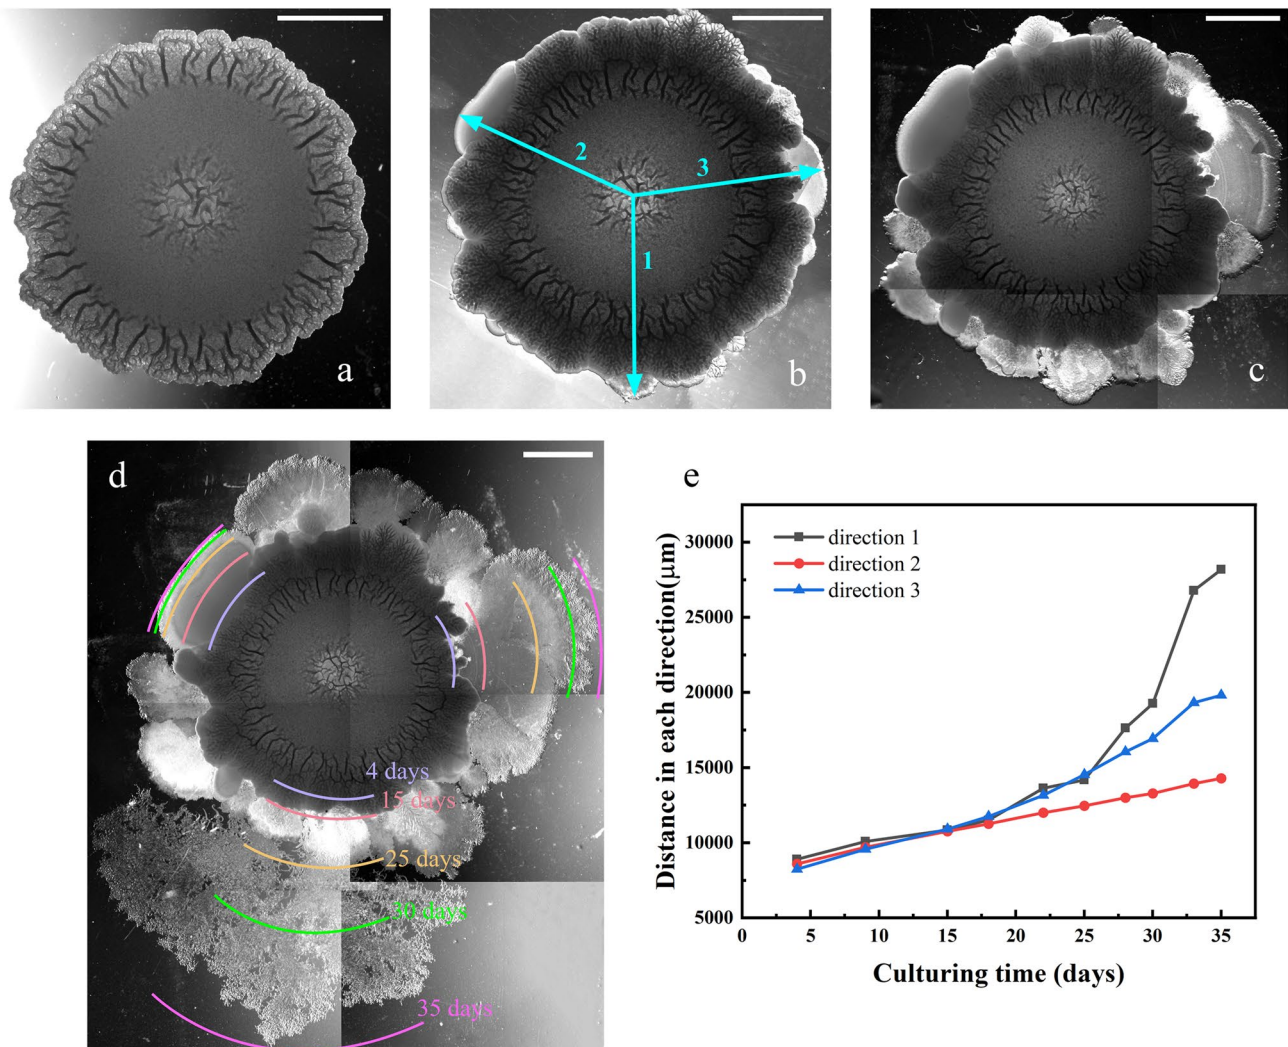 a
2
3
1
b
c
d
4 days
15 days
25 days
30 days
35 days
e
direction 1
direction 2
direction 3
30000
25000
20000
15000
10000
5000
Distance in each direction(μm)
0 5 10 15 20 25 30 35
Culturing time (days)